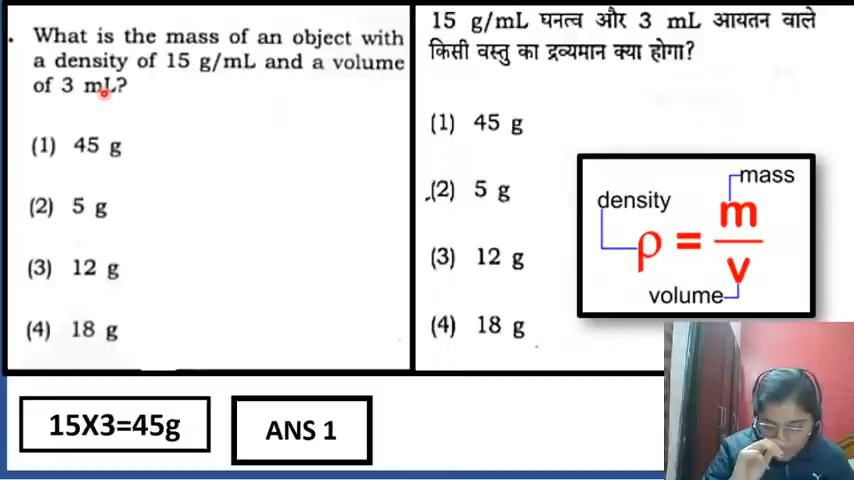 . What is the mass of an object with
a density of 15 g/mL and a volume
of 3 mL?
(1) 45 g
(2) 5 g
(3) 12 g
(4) 18 g
15 g/mL घनत्व और 3 mL आयतन वाले
किसी वस्तु का द्रव्यमान क्या होगा?
(1) 45 g
(2) 5 g
(3) 12 g
(4) 18 g
mass
density
ρ = m
v
volume
15X3=45g
ANS 1